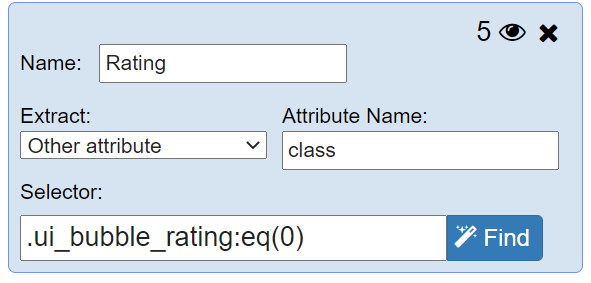 5
Name: Rating
Extract: Attribute Name:
Other attribute class
Selector:
.ui_bubble_rating:eq(0) Find